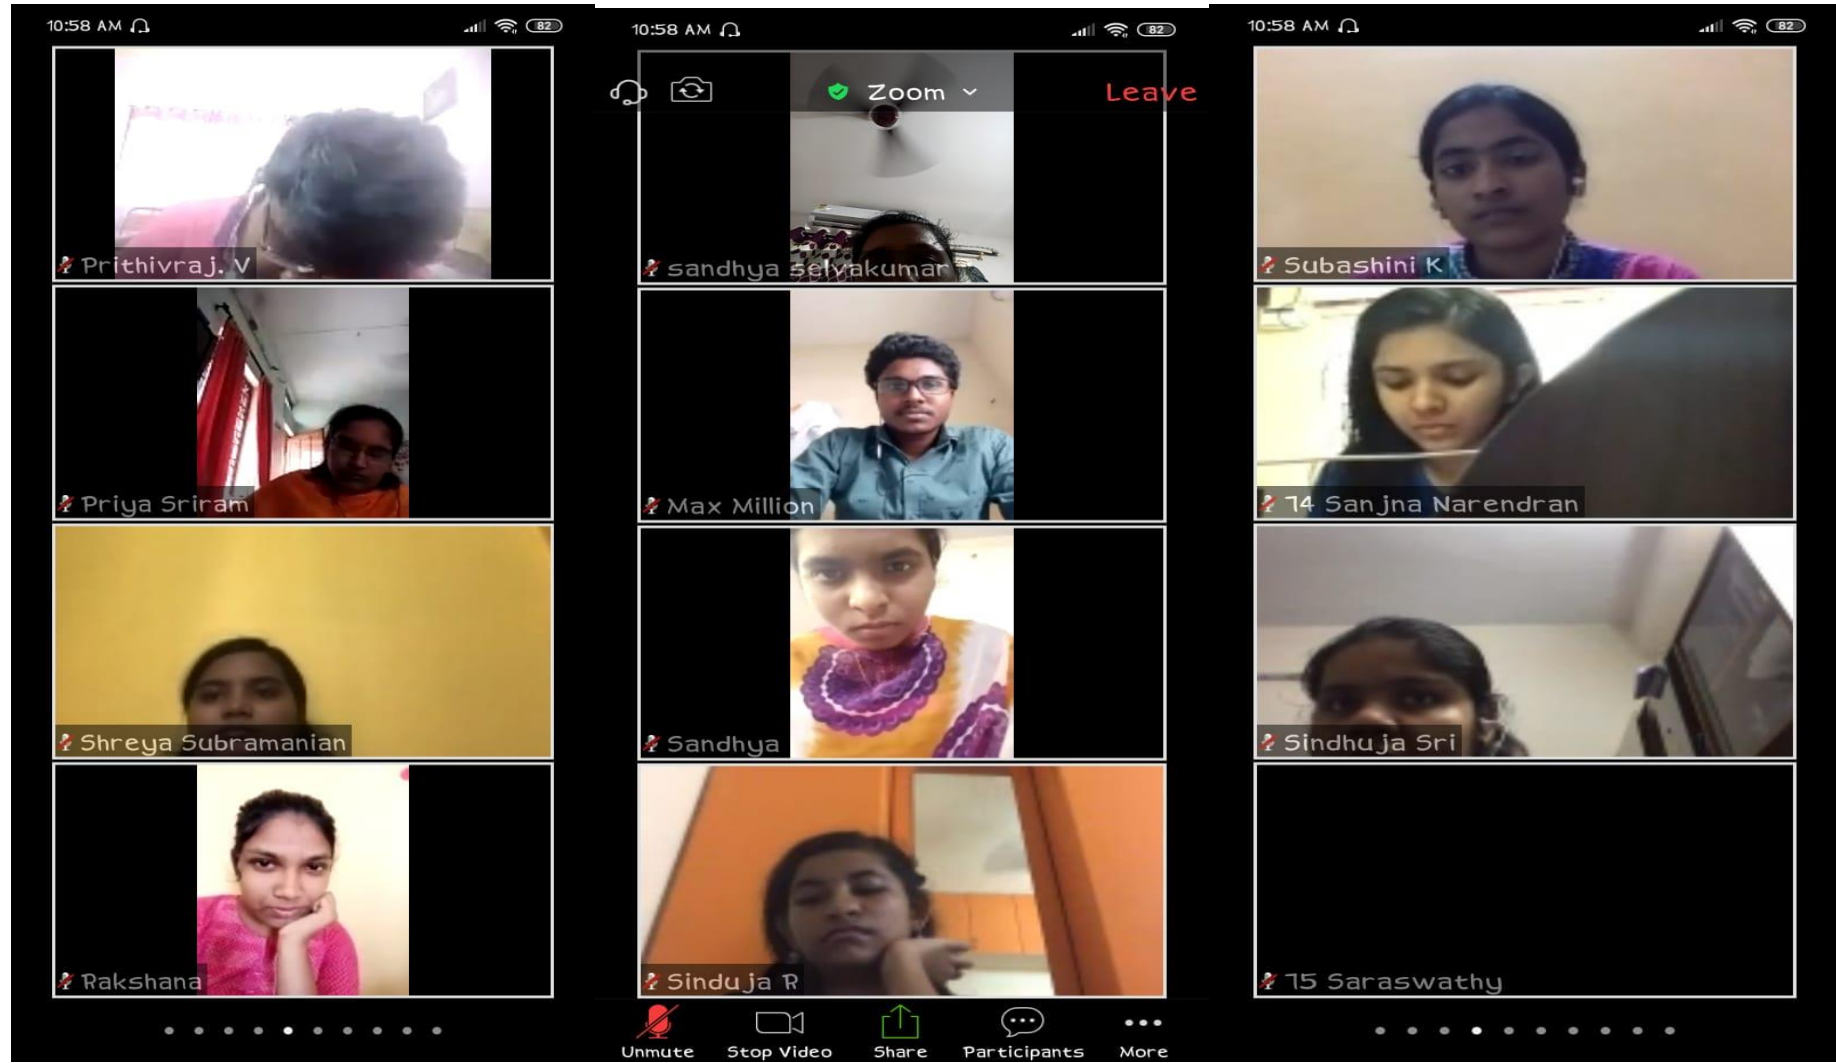 10:58 AM
82
Prithivraj. V
Priya Sriram
Shreya Subramanian
Rakshana
10:58 AM
82
Zoom
Leave
sandhya selvakumar
Max Million
Sandhya
Sinduja R
Unmute
Stop Video
Share
Participants
More
10:58 AM
82
Subashini K
74 Sanjna Narendran
Sindhuja Sri
75 Saraswathy